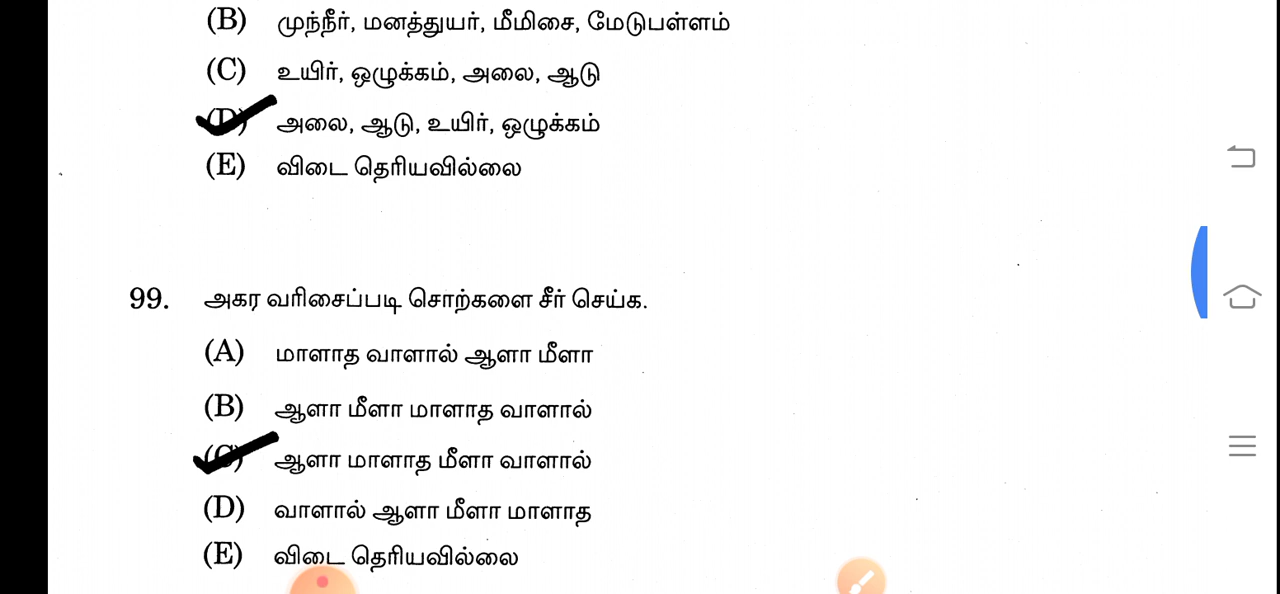 (B) முந்நீர், மனத்துயர், மீமிசை, மேடுபள்ளம்
(C) உயிர், ஒழுக்கம், அலை, ஆடு
(D) அலை, ஆடு, உயிர், ஒழுக்கம்
(E) விடை தெரியவில்லை
99. அகர வரிசைப்படி சொற்களை சீர் செய்க.
(A) மாளாத வாளால் ஆளா மீளா
(B) ஆளா மீளா மாளாத வாளால்
(C) ஆளா மாளாத மீளா வாளால்
(D) வாளால் ஆளா மீளா மாளாத
(E) விடை தெரியவில்லை